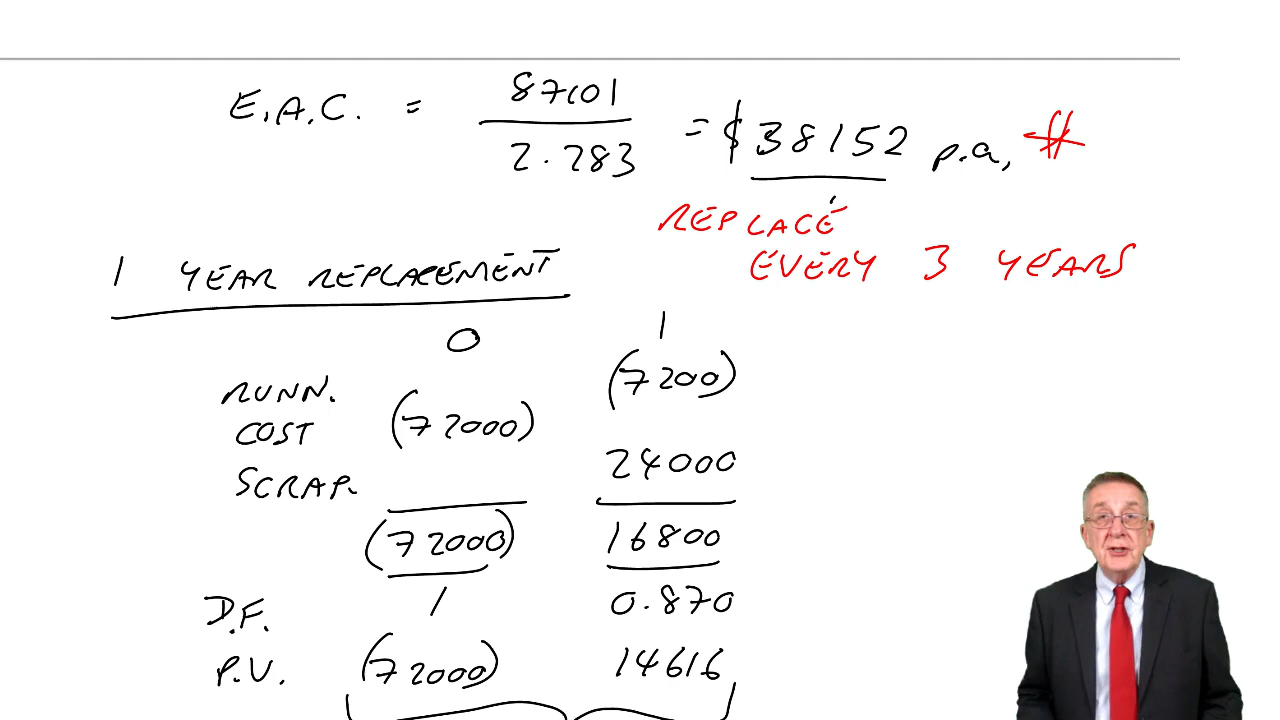 E.A.C. = 87101 / 2.283 = $38152 p.a.
REPLACE
EVERY 3 YEARS
1 YEAR REPLACEMENT
0 1
RUNN. (7200)
COST (72000)
SCRAP. 24000
(72000) 16800
D.F. 1 0.870
P.V. (72000) 14616